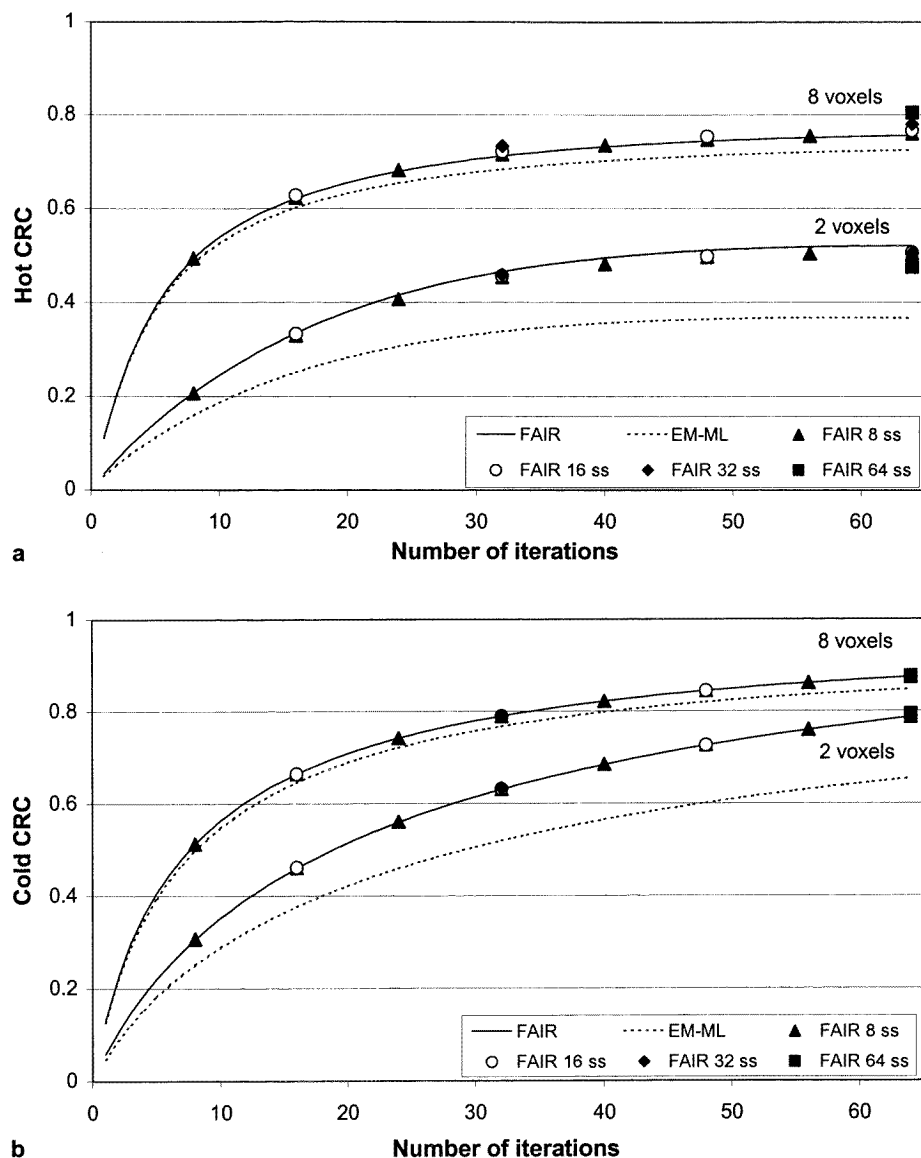 1
0.8
0.6
0.4
0.2
0
Hot CRC
8 voxels
2 voxels
FAIR EM-ML FAIR 8 ss
FAIR 16 ss FAIR 32 ss FAIR 64 ss
0 10 20 30 40 50 60
Number of iterations
a
1
0.8
0.6
0.4
0.2
0
Cold CRC
8 voxels
2 voxels
FAIR EM-ML FAIR 8 ss
FAIR 16 ss FAIR 32 ss FAIR 64 ss
0 10 20 30 40 50 60
Number of iterations
b